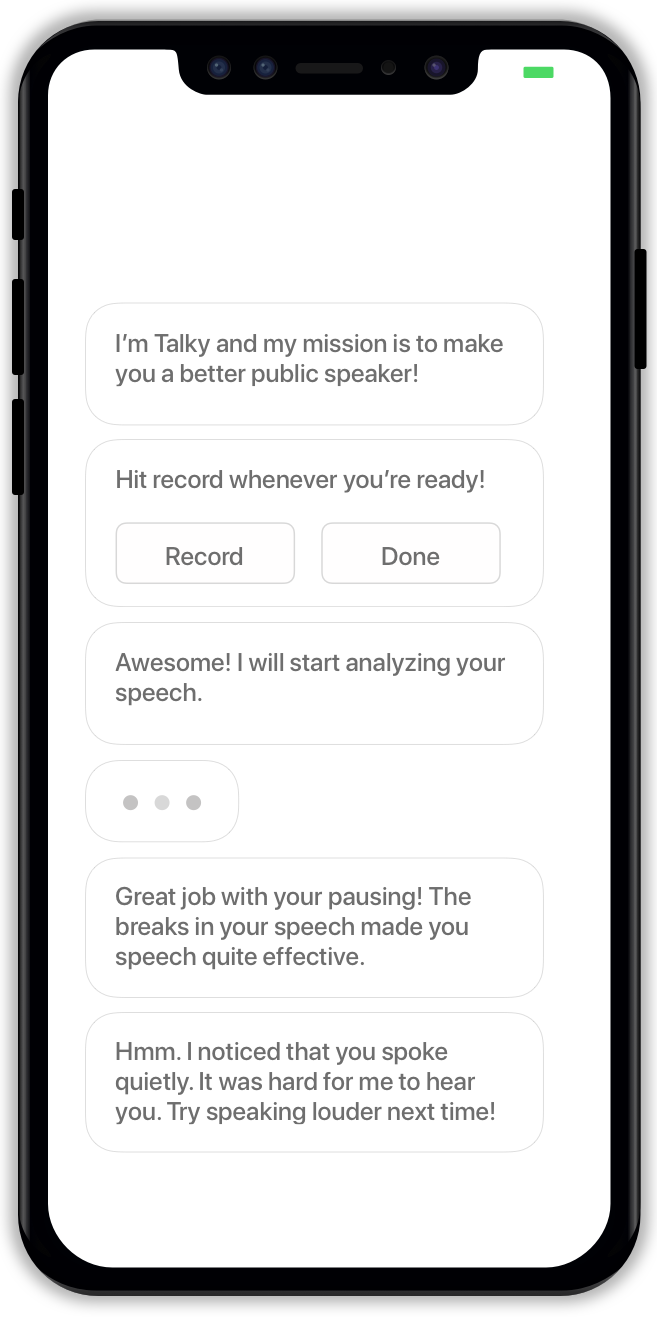 I’m Talky and my mission is to make
you a better public speaker!
Hit record whenever you’re ready!
Record
Done
Awesome! I will start analyzing your
speech.
Great job with your pausing! The
breaks in your speech made you
speech quite effective.
Hmm. I noticed that you spoke
quietly. It was hard for me to hear
you. Try speaking louder next time!